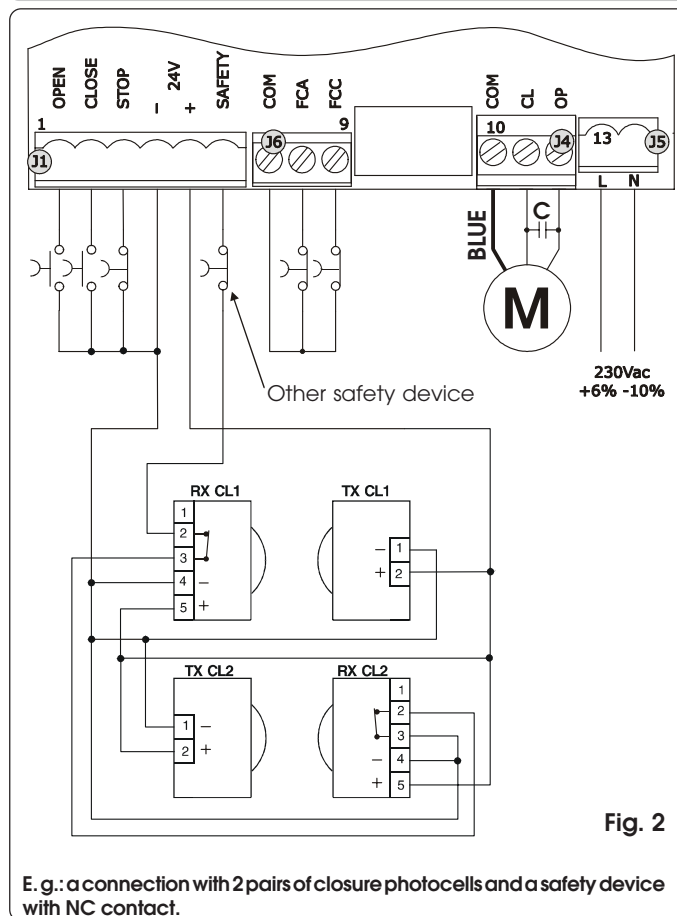 OPEN CLOSE STOP – 24V + SAFETY COM FCA FCC COM CL OP
1 9 10 13
J1 J6 J4 J5
L N
BLUE C
M
230Vac
+6% -10%
Other safety device
RX CL1 TX CL1
1
2
3
4 –
5 +
– 1
+ 2
TX CL2 RX CL2
1 –
2 +
1
2
3
– 4
+ 5
Fig. 2
E. g.: a connection with 2 pairs of closure photocells and a safety device
with NC contact.